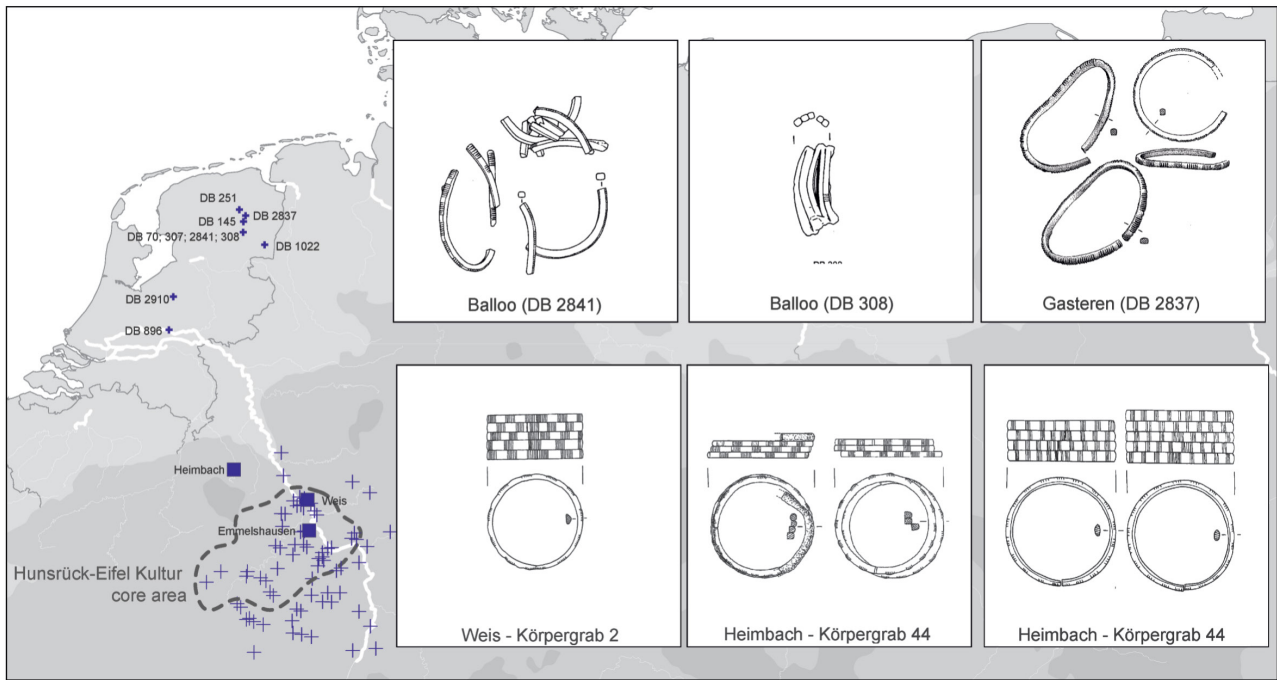 DB 251
DB 2837
DB 145
DB 70; 307; 2841; 308
DB 1022
DB 2910
DB 896
Heimbach
Weis
Emmelshausen
Hunsrück-Eifel Kultur
core area
Balloo (DB 2841)
Balloo (DB 308)
Gasteren (DB 2837)
Weis - Körpergrab 2
Heimbach - Körpergrab 44
Heimbach - Körpergrab 44